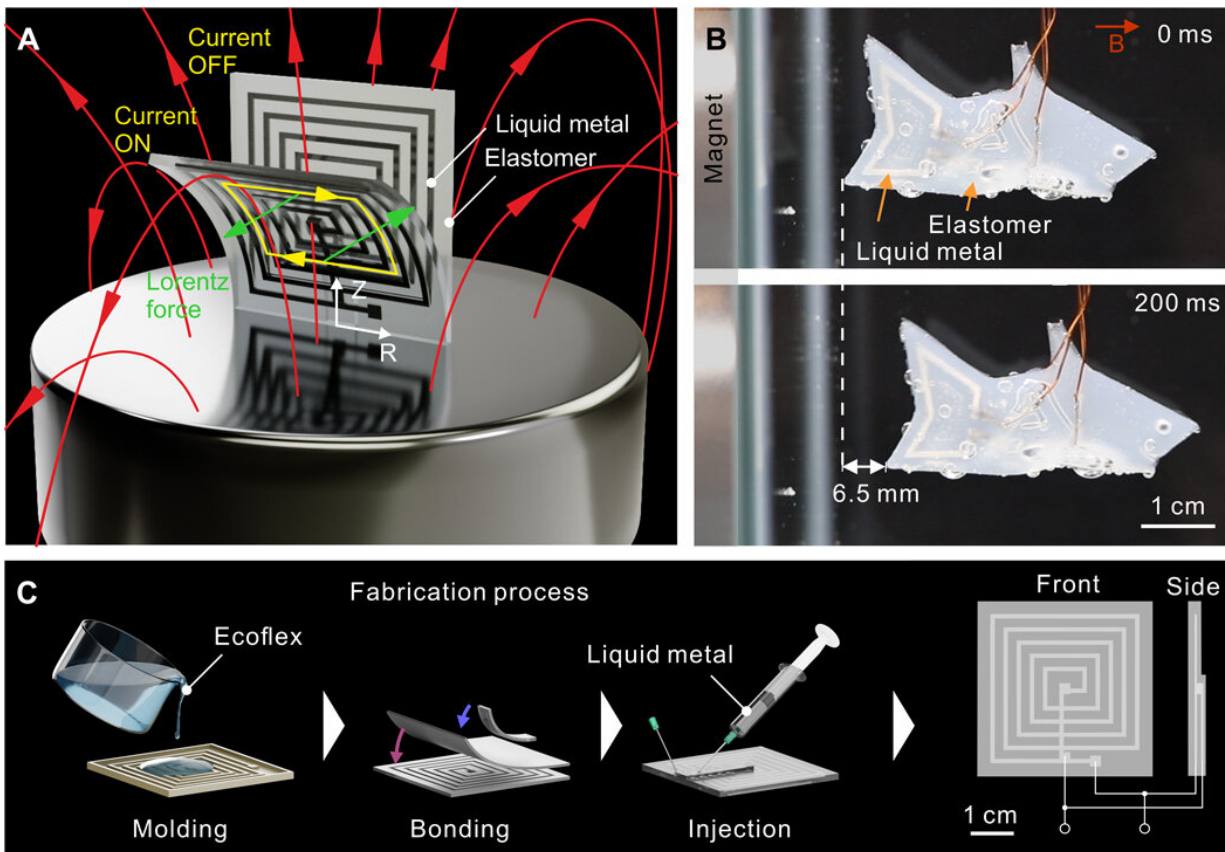 A
Current
OFF
Current
ON
Liquid metal
Elastomer
Lorentz
force
Z
R
B
B
0 ms
Magnet
Elastomer
Liquid metal
200 ms
6.5 mm
1 cm
C
Fabrication process
Ecoflex
Liquid metal
Molding
Bonding
Injection
Front
Side
1 cm